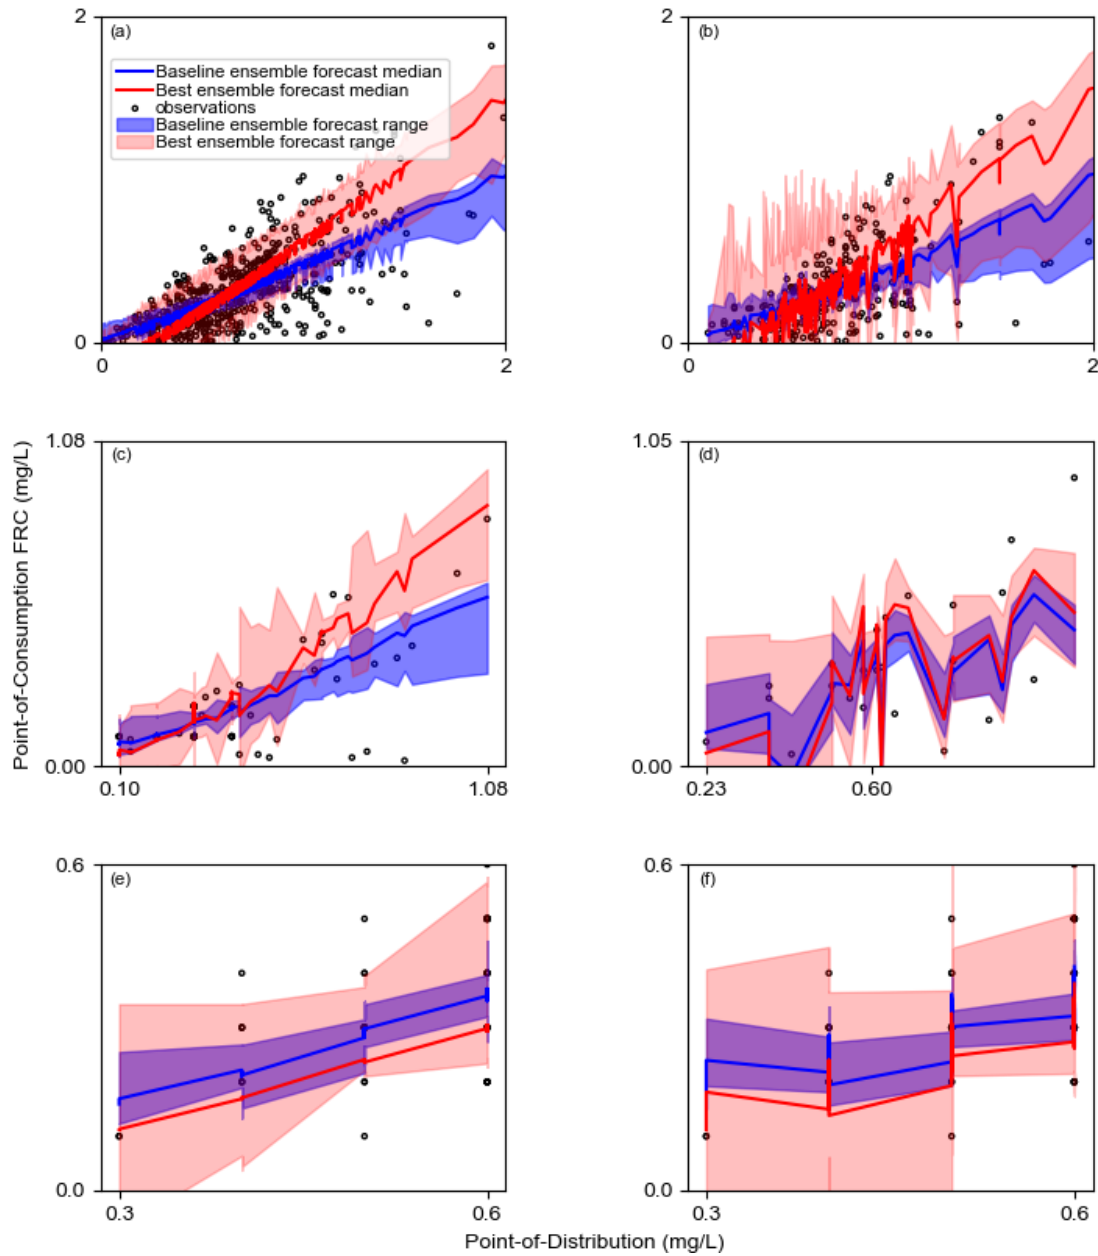 2
(a)
Baseline ensemble forecast median
Best ensemble forecast median
observations
Baseline ensemble forecast range
Best ensemble forecast range
0
0
2
2
(b)
0
0
2
Point-of-Consumption FRC (mg/L)
1.08
(c)
0.00
0.10
1.08
1.05
(d)
0.00
0.23
0.60
0.6
(e)
0.0
0.3
0.6
0.6
(f)
0.0
0.3
0.6
Point-of-Distribution (mg/L)